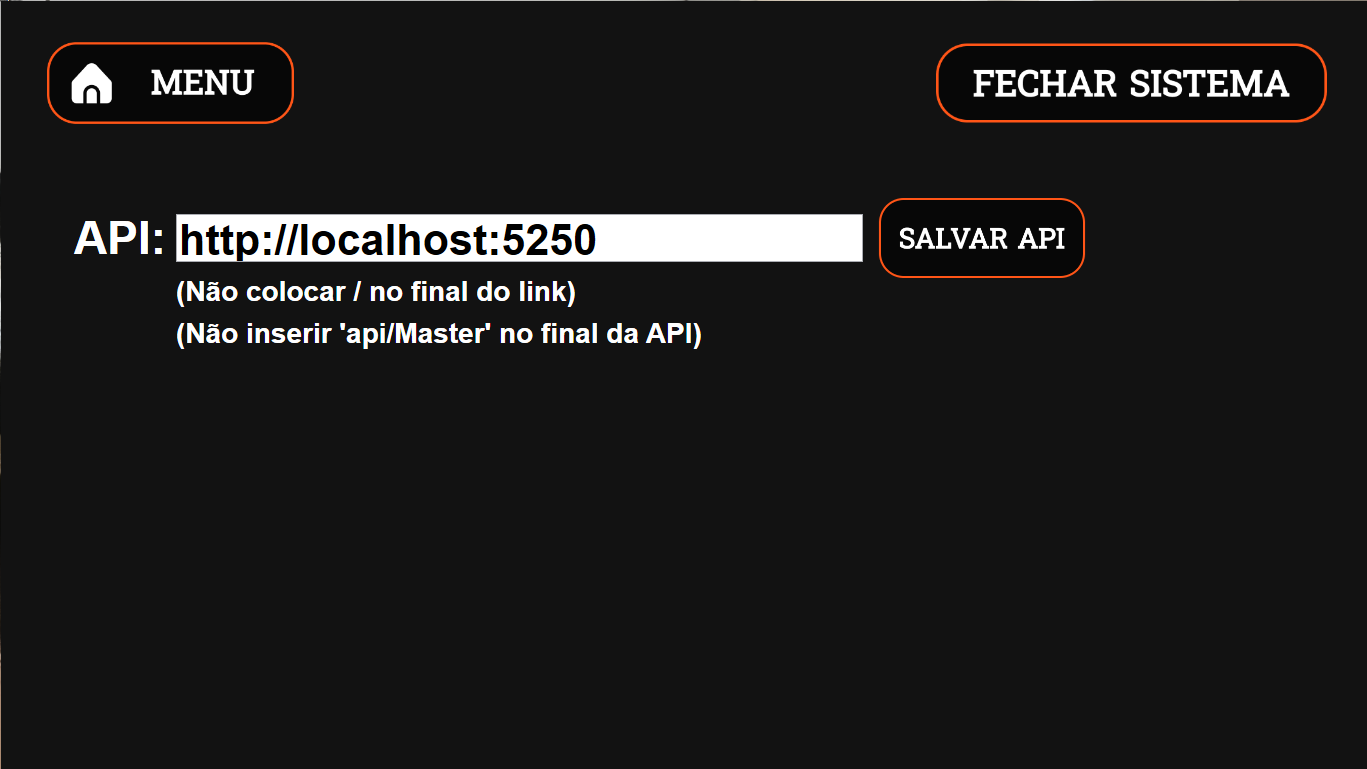 MENU
FECHAR SISTEMA
API: http://localhost:5250
SALVAR API
(Não colocar / no final do link)
(Não inserir 'api/Master' no final da API)